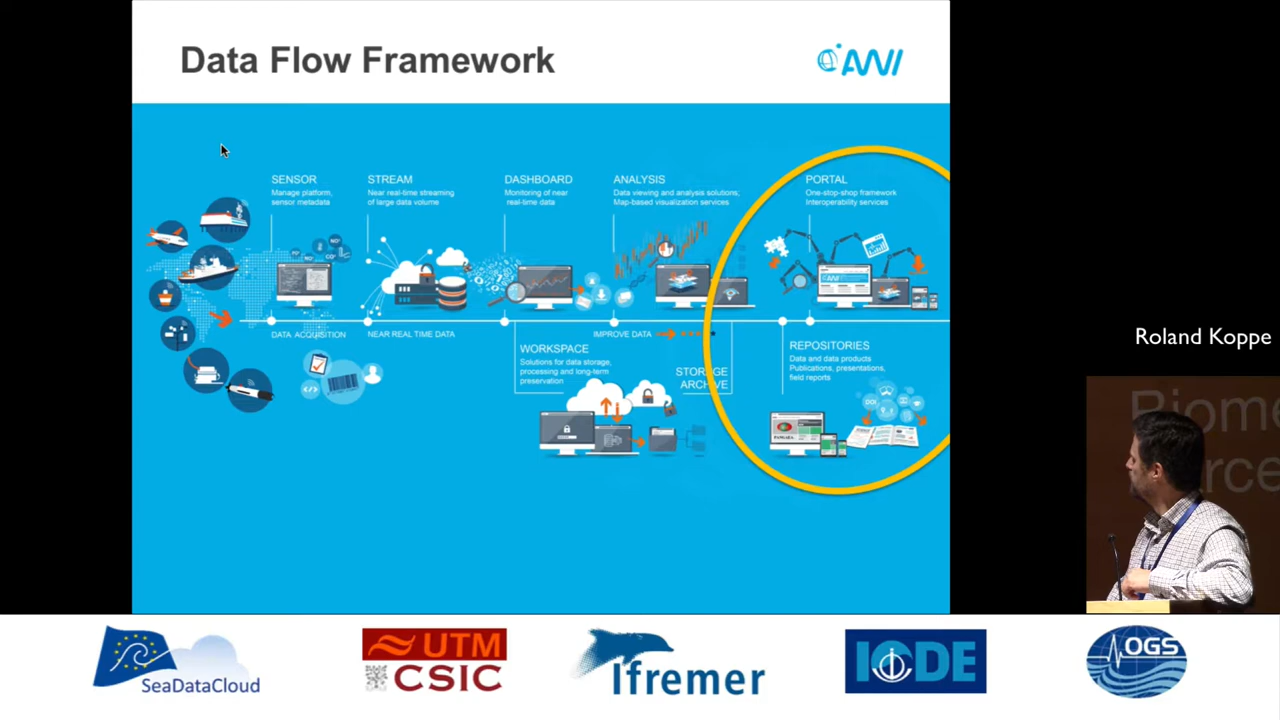 Data Flow Framework
AWI
SENSOR
Manage platform,
sensor metadata
STREAM
Near real-time streaming
of large data volume
DASHBOARD
Monitoring of near
real-time data
ANALYSIS
Data viewing and analysis solutions;
Map-based visualization services
PORTAL
One-stop-shop framework
Interoperability services
DATA ACQUISITION
NEAR REAL TIME DATA
IMPROVE DATA
WORKSPACE
Solutions for data storage,
processing and long-term
preservation
STORAGE
ARCHIVE
REPOSITORIES
Data and data products
Publications, presentations,
field reports
DOI
PANGAEA
Roland Koppe
SeaDataCloud
UTM
CSIC
Ifremer
IODE
OGS